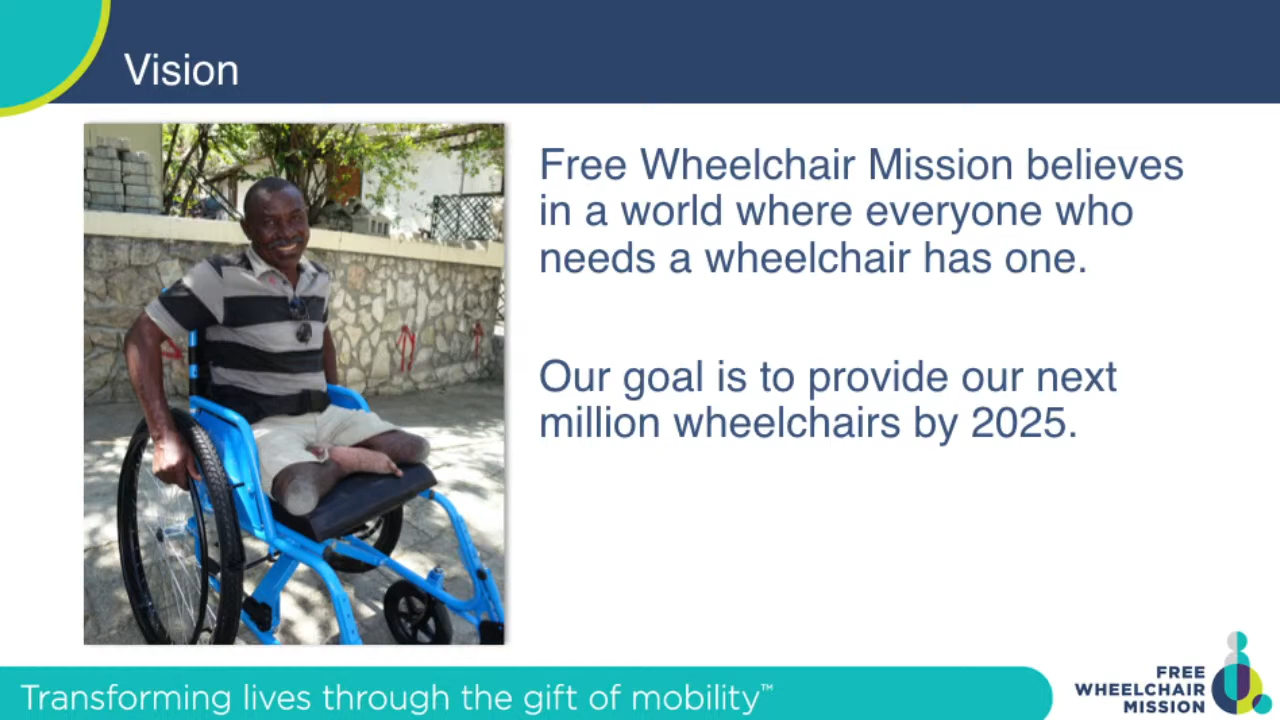 Vision
Free Wheelchair Mission believes
in a world where everyone who
needs a wheelchair has one.
Our goal is to provide our next
million wheelchairs by 2025.
Transforming lives through the gift of mobility™
FREE
WHEELCHAIR
MISSION